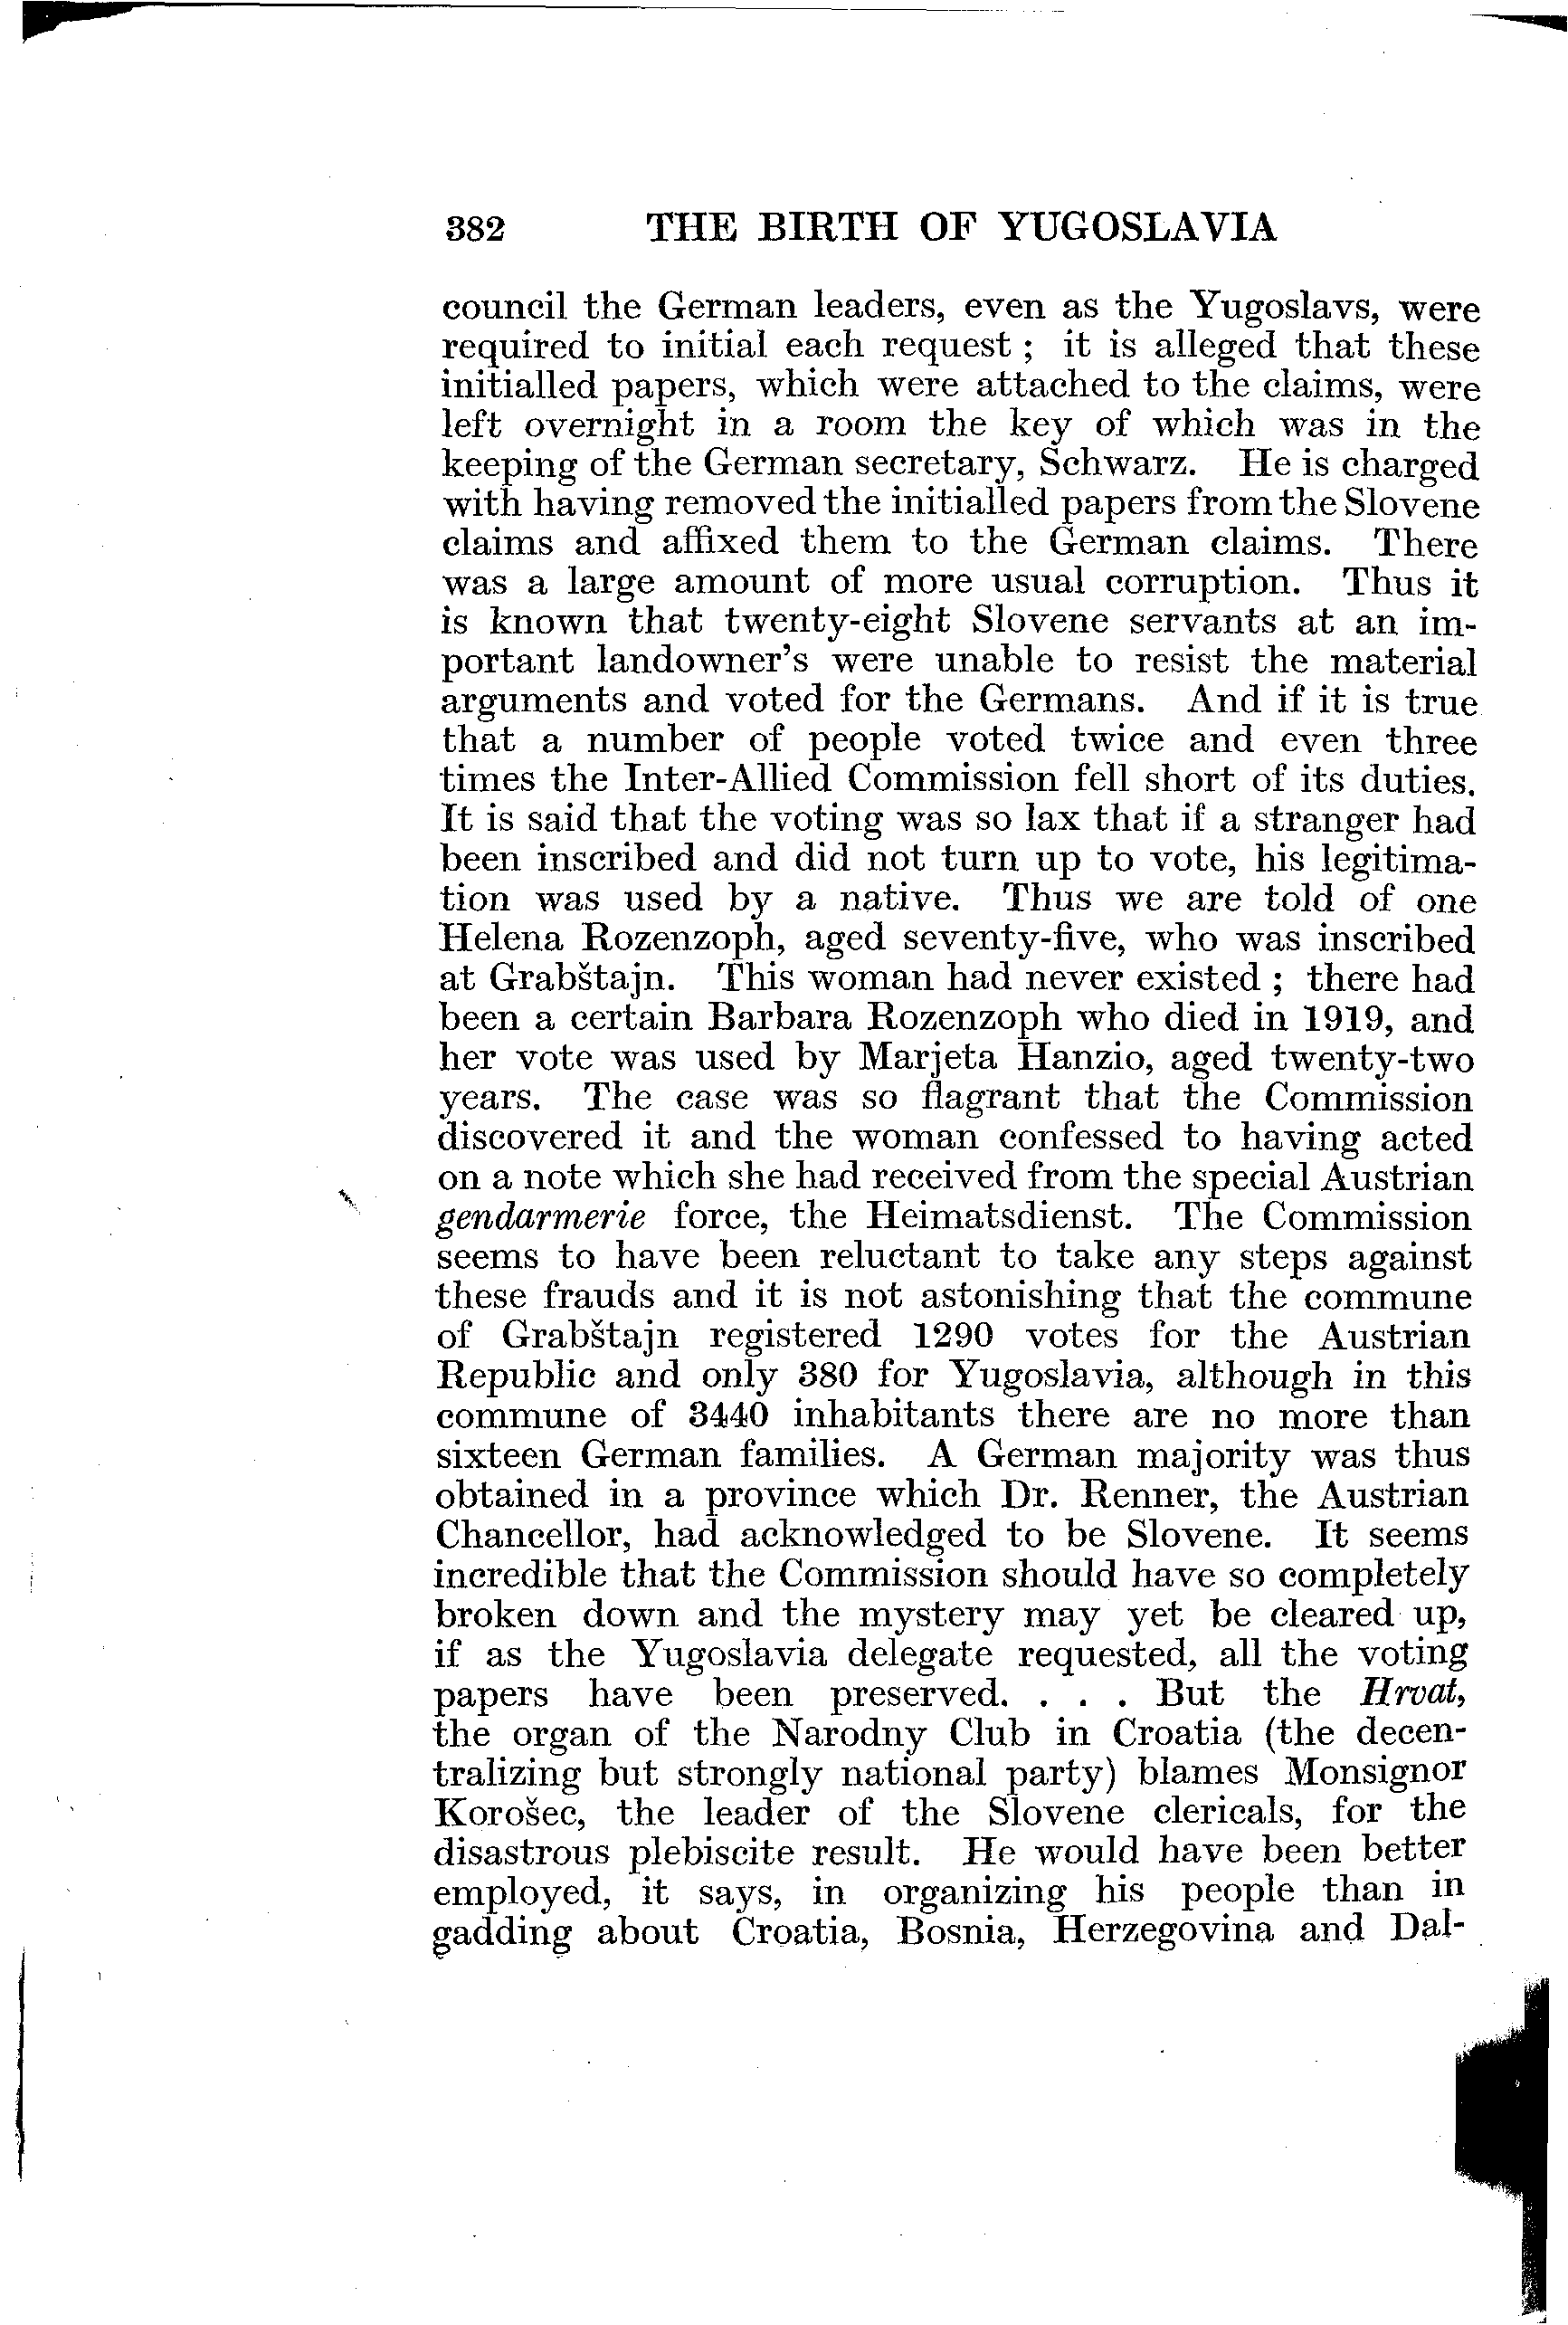 382 THE BIRTH OF YUGOSLAVIA
council the German leaders, even as the Yugoslavs, were
required to initial each request ; it is alleged that these
initialled papers, which were attached to the claims, were
left overnight in a room the key of which was in the
keeping of the German secretary, Schwarz. He is charged
with having removed the initialled papers from the Slovene
claims and affixed them to the German claims. There
was a large amount of more usual corruption. Thus it
is known that twenty-eight Slovene servants at an im-
portant landowner's were unable to resist the material
arguments and voted for the Germans. And if it is true
that a number of people voted twice and even three
times the Inter-Allied Commission fell short of its duties.
It is said that the voting was so lax that if a stranger had
been inscribed and did not turn up to vote, his legitima-
tion was used by a native. Thus we are told of one
Helena Rozenzoph, aged seventy-five, who was inscribed
at Grabštajn. This woman had never existed ; there had
been a certain Barbara Rozenzoph who died in 1919, and
her vote was used by Marjeta Hanzio, aged twenty-two
years. The case was so flagrant that the Commission
discovered it and the woman confessed to having acted
on a note which she had received from the special Austrian
gendarmerie force, the Heimatsdienst. The Commission
seems to have been reluctant to take any steps against
these frauds and it is not astonishing that the commune
of Grabštajn registered 1290 votes for the Austrian
Republic and only 380 for Yugoslavia, although in this
commune of 3440 inhabitants there are no more than
sixteen German families. A German majority was thus
obtained in a province which Dr. Renner, the Austrian
Chancellor, had acknowledged to be Slovene. It seems
incredible that the Commission should have so completely
broken down and the mystery may yet be cleared up,
if as the Yugoslavia delegate requested, all the voting
papers have been preserved. . . . But the Hrvat,
the organ of the Narodny Club in Croatia (the decen-
tralizing but strongly national party) blames Monsignor
Korošec, the leader of the Slovene clericals, for the
disastrous plebiscite result. He would have been better
employed, it says, in organizing his people than in
gadding about Croatia, Bosnia, Herzegovina and Dal-